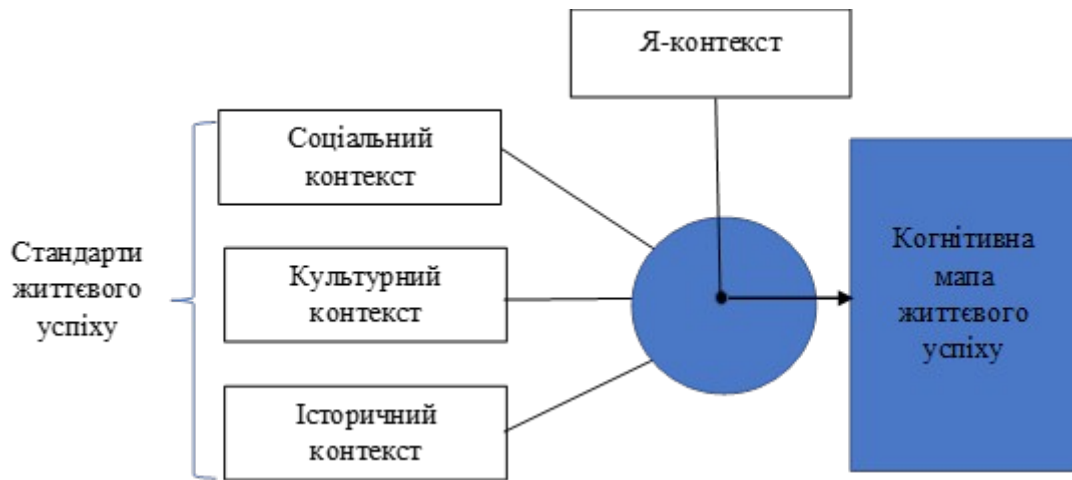 Я-контекст
Соціальний
контекст
Стандарти
життєвого
успіху
Культурний
контекст
Історичний
контекст
Когнітивна
мапа
життєвого
успіху